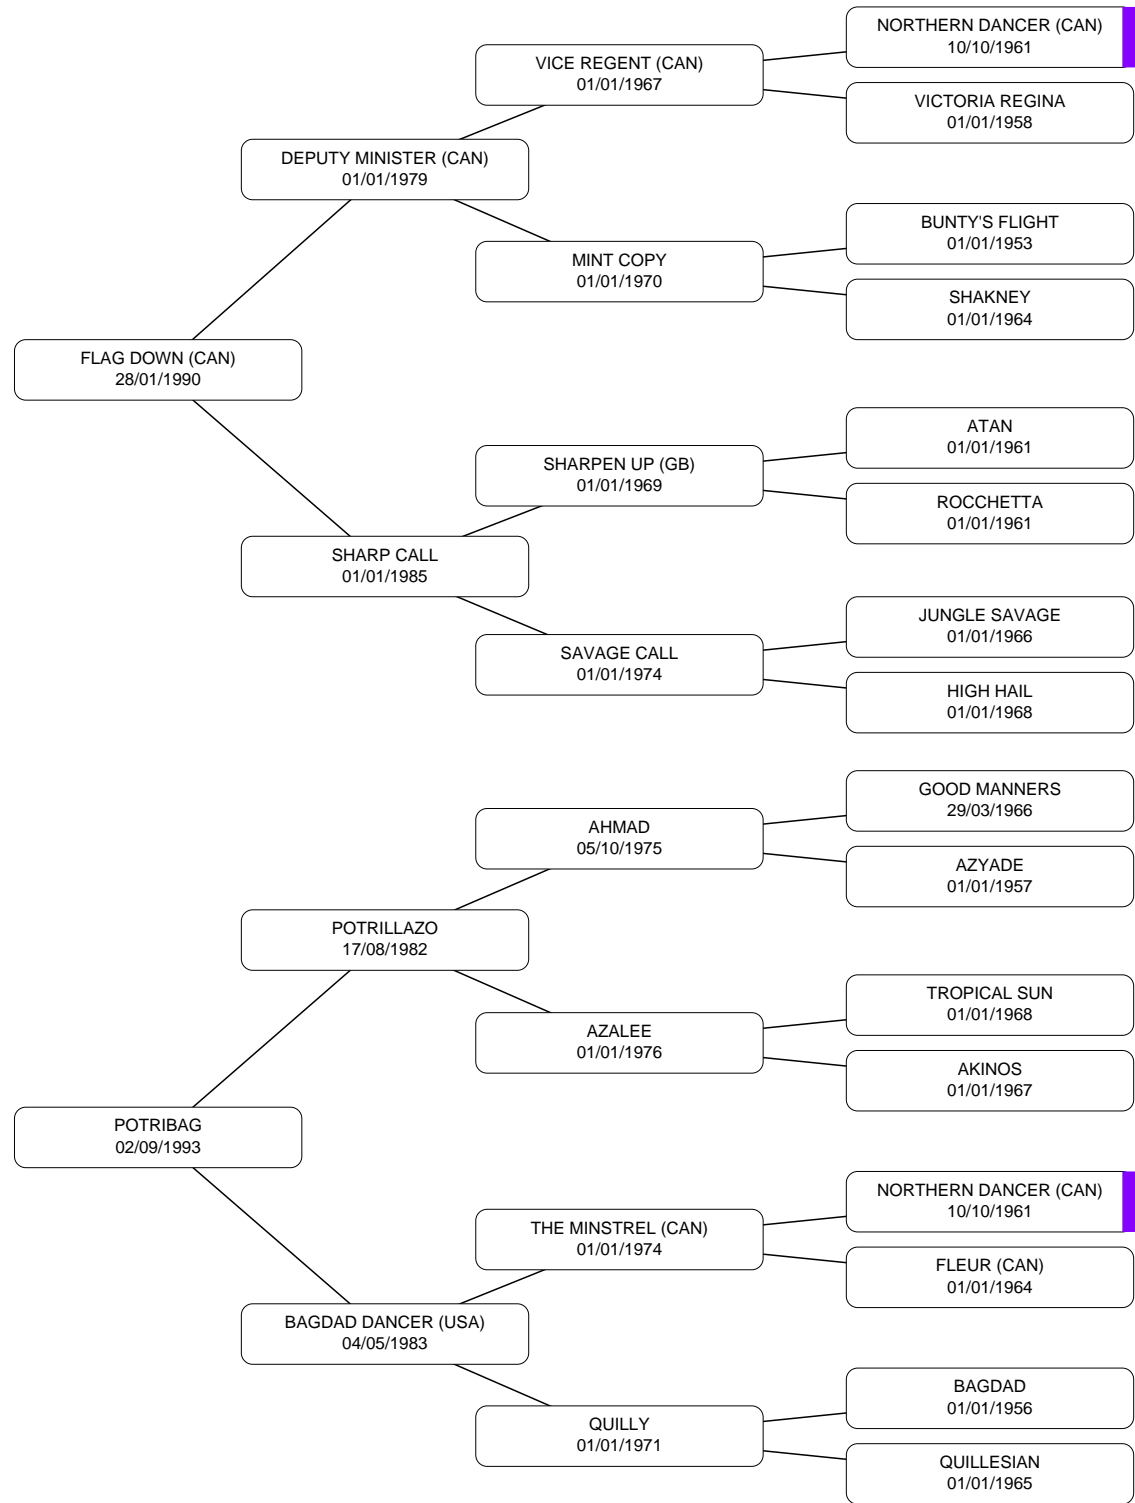 NORTHERN DANCER (CAN)
10/10/1961
VICE REGENT (CAN)
01/01/1967
VICTORIA REGINA
01/01/1958
DEPUTY MINISTER (CAN)
01/01/1979
BUNTY'S FLIGHT
01/01/1953
MINT COPY
01/01/1970
SHAKNEY
01/01/1964
FLAG DOWN (CAN)
28/01/1990
ATAN
01/01/1961
SHARPEN UP (GB)
01/01/1969
ROCCHETTA
01/01/1961
SHARP CALL
01/01/1985
JUNGLE SAVAGE
01/01/1966
SAVAGE CALL
01/01/1974
HIGH HAIL
01/01/1968
GOOD MANNERS
29/03/1966
AHMAD
05/10/1975
AZYADE
01/01/1957
POTRILLAZO
17/08/1982
TROPICAL SUN
01/01/1968
AZALEE
01/01/1976
AKINOS
01/01/1967
POTRIBAG
02/09/1993
NORTHERN DANCER (CAN)
10/10/1961
THE MINSTREL (CAN)
01/01/1974
FLEUR (CAN)
01/01/1964
BAGDAD DANCER (USA)
04/05/1983
BAGDAD
01/01/1956
QUILLY
01/01/1971
QUILLESIAN
01/01/1965